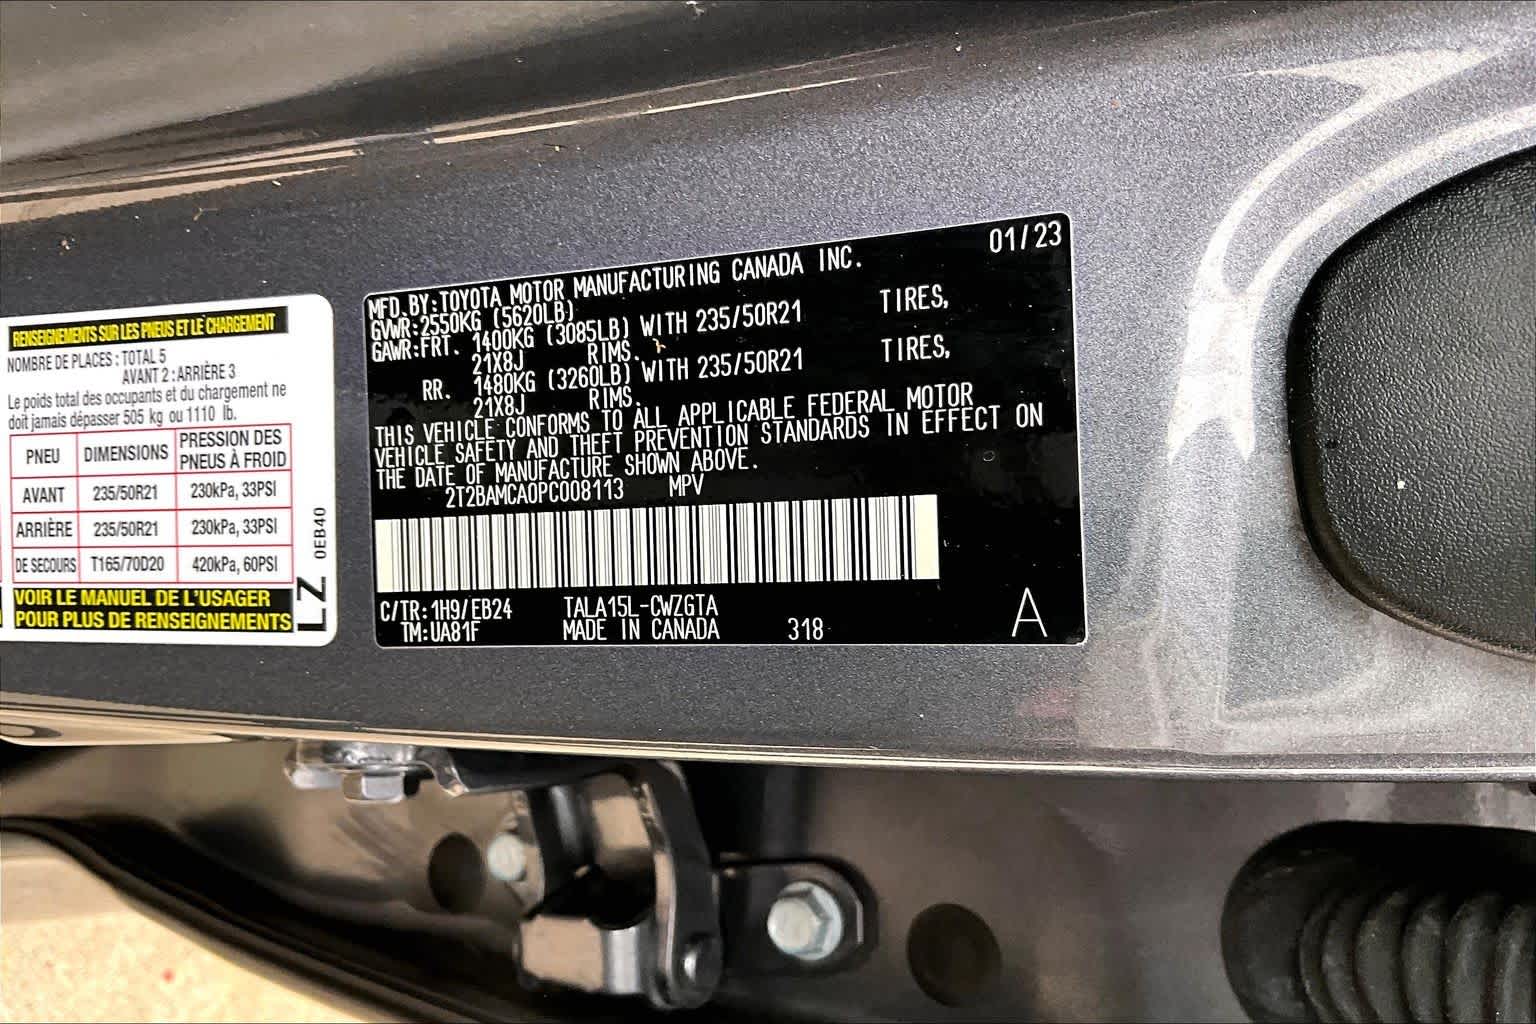 RENSEIGNEMENTS SUR LES PNEUS ET LE CHARGEMENT
NOMBRE DE PLACES : TOTAL 5
AVANT 2 : ARRIÈRE 3
Le poids total des occupants et du chargement ne
doit jamais dépasser 505 kg ou 1110 lb.
PNEU DIMENSIONS PRESSION DES PNEUS À FROID
AVANT 235/50R21 230kPa, 33PSI
ARRIÈRE 235/50R21 230kPa, 33PSI
DE SECOURS T165/70D20 420kPa, 60PSI
VOIR LE MANUEL DE L'USAGER
POUR PLUS DE RENSEIGNEMENTS
0EB40
LZ
01/23
MFD. BY: TOYOTA MOTOR MANUFACTURING CANADA INC.
GVWR: 2550KG (5620LB)
GAWR: FRT. 1400KG (3085LB) WITH 235/50R21 TIRES,
21X8J RIMS.
RR. 1480KG (3260LB) WITH 235/50R21 TIRES,
21X8J RIMS.
THIS VEHICLE CONFORMS TO ALL APPLICABLE FEDERAL MOTOR
VEHICLE SAFETY AND THEFT PREVENTION STANDARDS IN EFFECT ON
THE DATE OF MANUFACTURE SHOWN ABOVE.
2T2BAMCA0PC008113 MPV
C/TR: 1H9/EB24 TALA15L-CWZGTA
TM: UA81F MADE IN CANADA 318
A